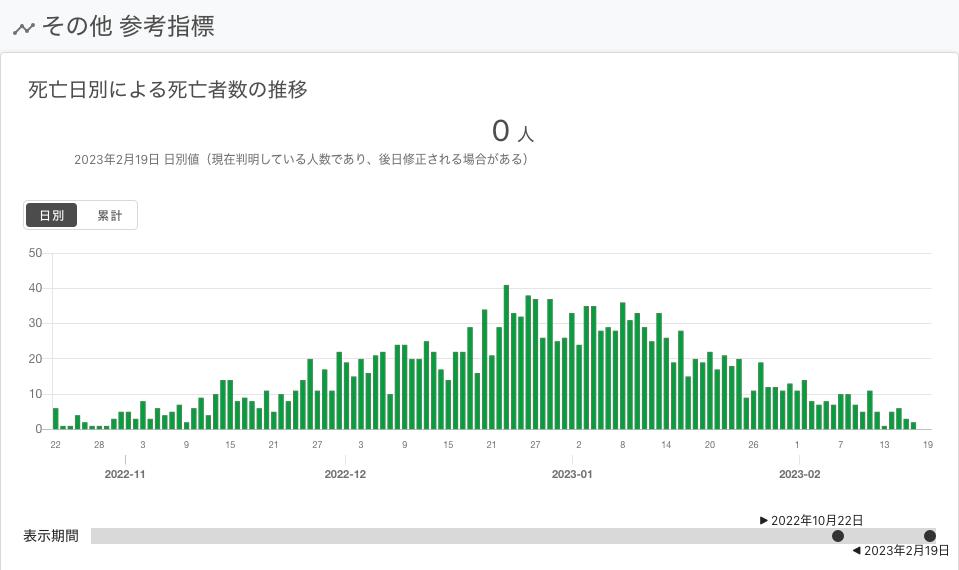 その他 参考指標
死亡日別による死亡者数の推移
0 人
2023年2月19日 日別値（現在判明している人数であり、後日修正される場合がある）
日別 累計
50
40
30
20
10
0
22 28 3 9 15 21 27 3 9 15 21 27 2 8 14 20 26 1 7 13 19
2022-11 2022-12 2023-01 2023-02
▶ 2022年10月22日
表示期間
◀ 2023年2月19日